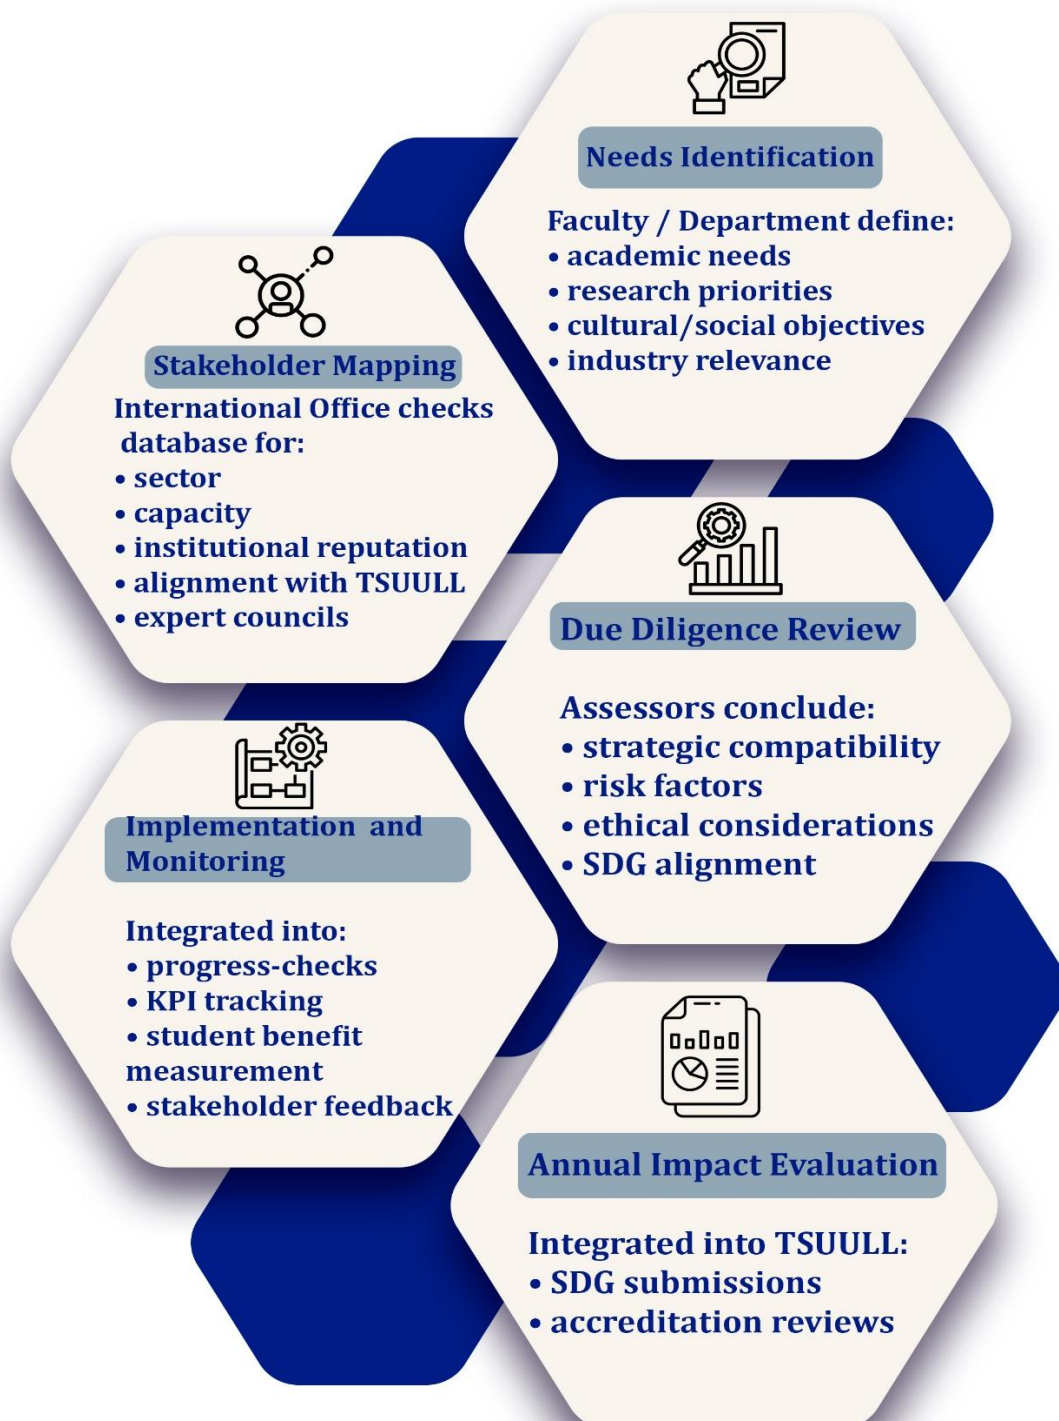 Needs Identification
Faculty / Department define:
• academic needs
• research priorities
• cultural/social objectives
• industry relevance
Stakeholder Mapping
International Office checks
database for:
• sector
• capacity
• institutional reputation
• alignment with TSUULL
• expert councils
Due Diligence Review
Assessors conclude:
• strategic compatibility
• risk factors
• ethical considerations
• SDG alignment
Implementation and
Monitoring
Integrated into:
• progress-checks
• KPI tracking
• student benefit
measurement
• stakeholder feedback
Annual Impact Evaluation
Integrated into TSUULL:
• SDG submissions
• accreditation reviews